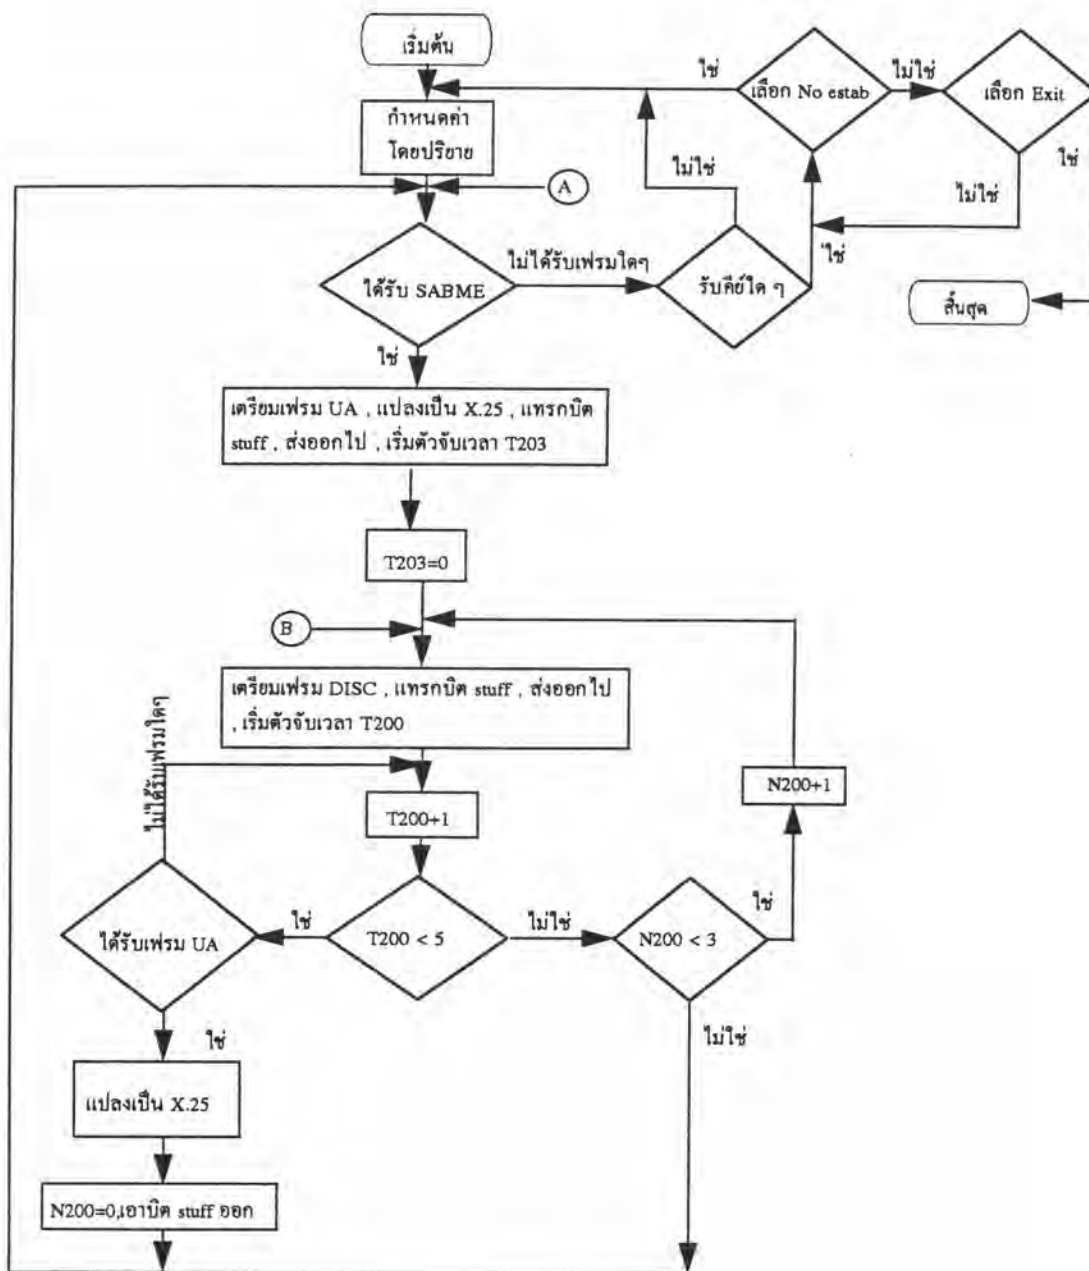 เริ่มต้น
กำหนดค่า
โดยปริยาย
A
ได้รับ SABME
ไม่ได้รับเฟรมใดๆ
รับคีย์ใด ๆ
ไม่ใช่
ใช่
เลือก No estab
ใช่
ไม่ใช่
เลือก Exit
ใช่
ไม่ใช่
สิ้นสุด
ใช่
เตรียมเฟรม UA , แปลงเป็น X.25 , แทรกบิต
stuff , ส่งออกไป , เริ่มตัวจับเวลา T203
T203=0
B
เตรียมเฟรม DISC , แทรกบิต stuff , ส่งออกไป
, เริ่มตัวจับเวลา T200
T200+1
N200+1
ไม่ได้รับเฟรมใดๆ
ได้รับเฟรม UA
ใช่
T200 < 5
ไม่ใช่
N200 < 3
ใช่
ไม่ใช่
ใช่
แปลงเป็น X.25
N200=0,เอาบิต stuff ออก